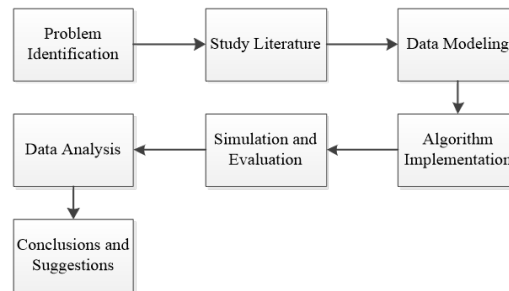 Problem
Identification
Study Literature
Data Modeling
Algorithm
Implementation
Simulation and
Evaluation
Data Analysis
Conclusions and
Suggestions